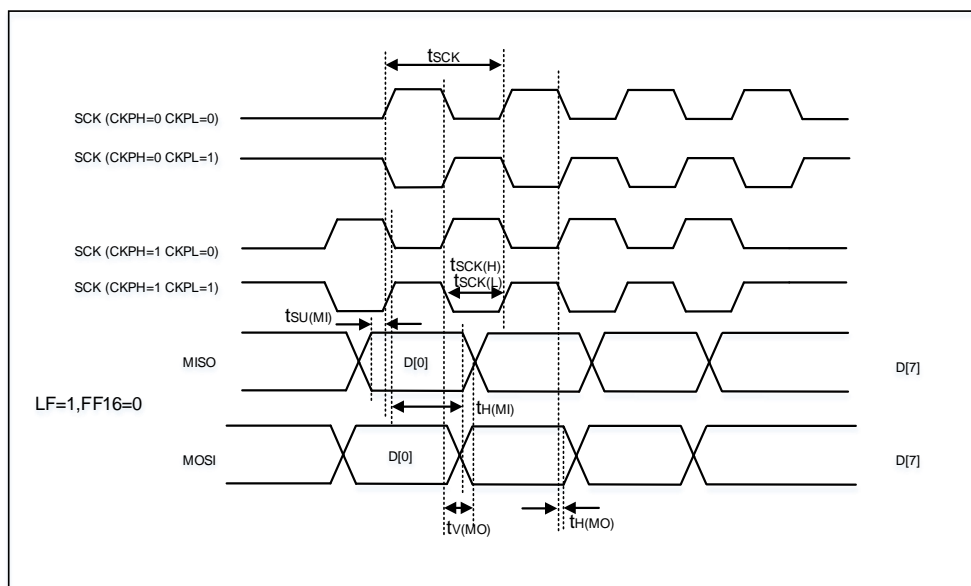 tSCK
SCK (CKPH=0 CKPL=0)
SCK (CKPH=0 CKPL=1)
SCK (CKPH=1 CKPL=0)
tSCK(H)
tSCK(L)
SCK (CKPH=1 CKPL=1)
tSU(MI)
MISO
D[0]
D[7]
LF=1,FF16=0
tH(MI)
MOSI
D[0]
D[7]
tV(MO)
tH(MO)